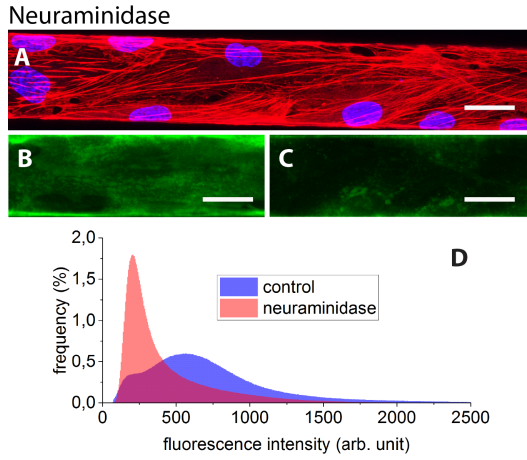 Neuraminidase
A
B
C
D
2,0
1,5
1,0
0,5
0,0
0
500
1000
1500
2000
2500
frequency (%)
fluorescence intensity (arb. unit)
control
neuraminidase